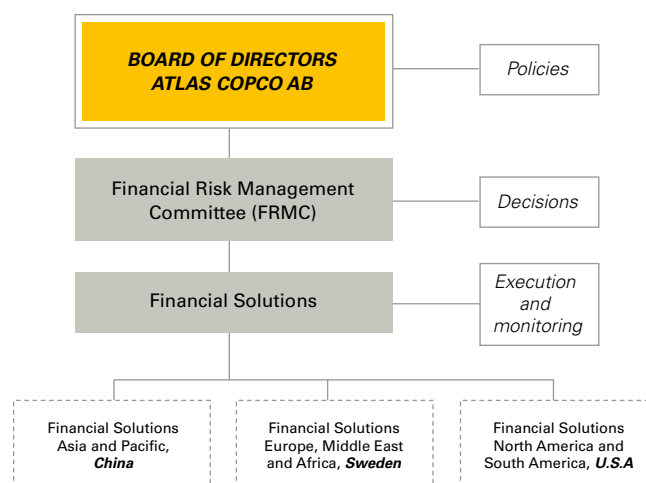 BOARD OF DIRECTORS
ATLAS COPCO AB
Policies
Financial Risk Management
Committee (FRMC)
Decisions
Financial Solutions
Execution
and
monitoring
Financial Solutions
Asia and Pacific,
China
Financial Solutions
Europe, Middle East
and Africa, Sweden
Financial Solutions
North America and
South America, U.S.A